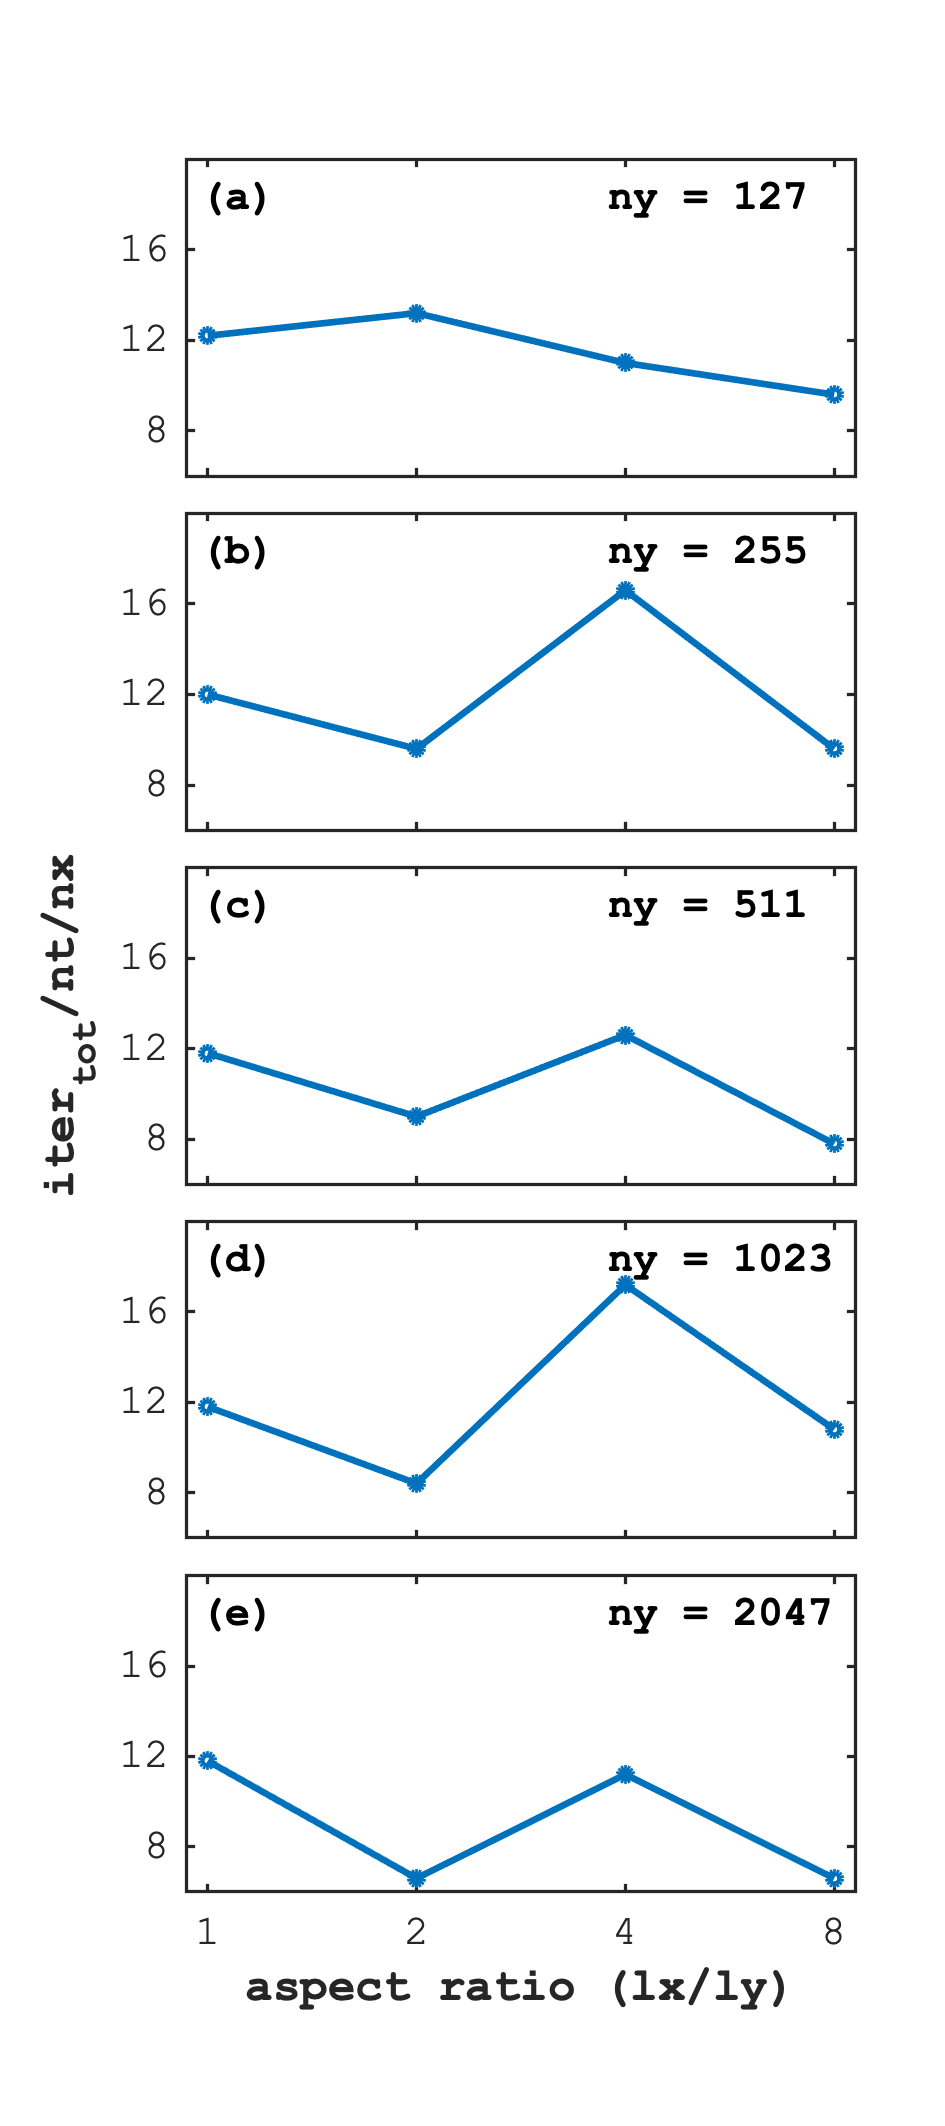 (a) ny = 127
16
12
8
(b) ny = 255
16
12
8
(c) ny = 511
16
12
8
iter_tot/nt/nx
(d) ny = 1023
16
12
8
(e) ny = 2047
16
12
8
1 2 4 8
aspect ratio (lx/ly)